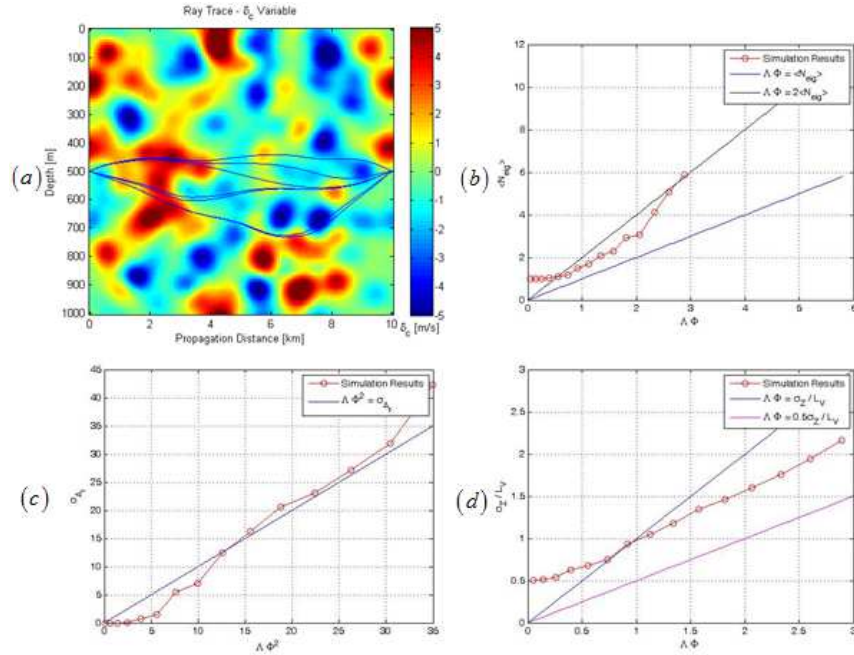 Ray Trace - δc Variable
0
100
200
300
400
500
600
700
800
900
1000
Depth [m]
0 2 4 6 8 10
Propagation Distance [km]
5
4
3
2
1
0
-1
-2
-3
-4
-5
δc [m/s]
(a)
12
10
8
6
4
2
0
<Neig>
0 1 2 3 4 5 6
Λ Φ
Simulation Results
Λ Φ = <Neig>
Λ Φ = 2<Neig>
(b)
45
40
35
30
25
20
15
10
5
0
0 5 10 15 20 25 30 35
Λ Φ²
Simulation Results
(c)
3
2.5
2
1.5
1
0.5
0
σZ / LV
0 0.5 1 1.5 2 2.5 3
Λ Φ
Simulation Results
Λ Φ = σZ / LV
Λ Φ = 0.5σZ / LV
(d)